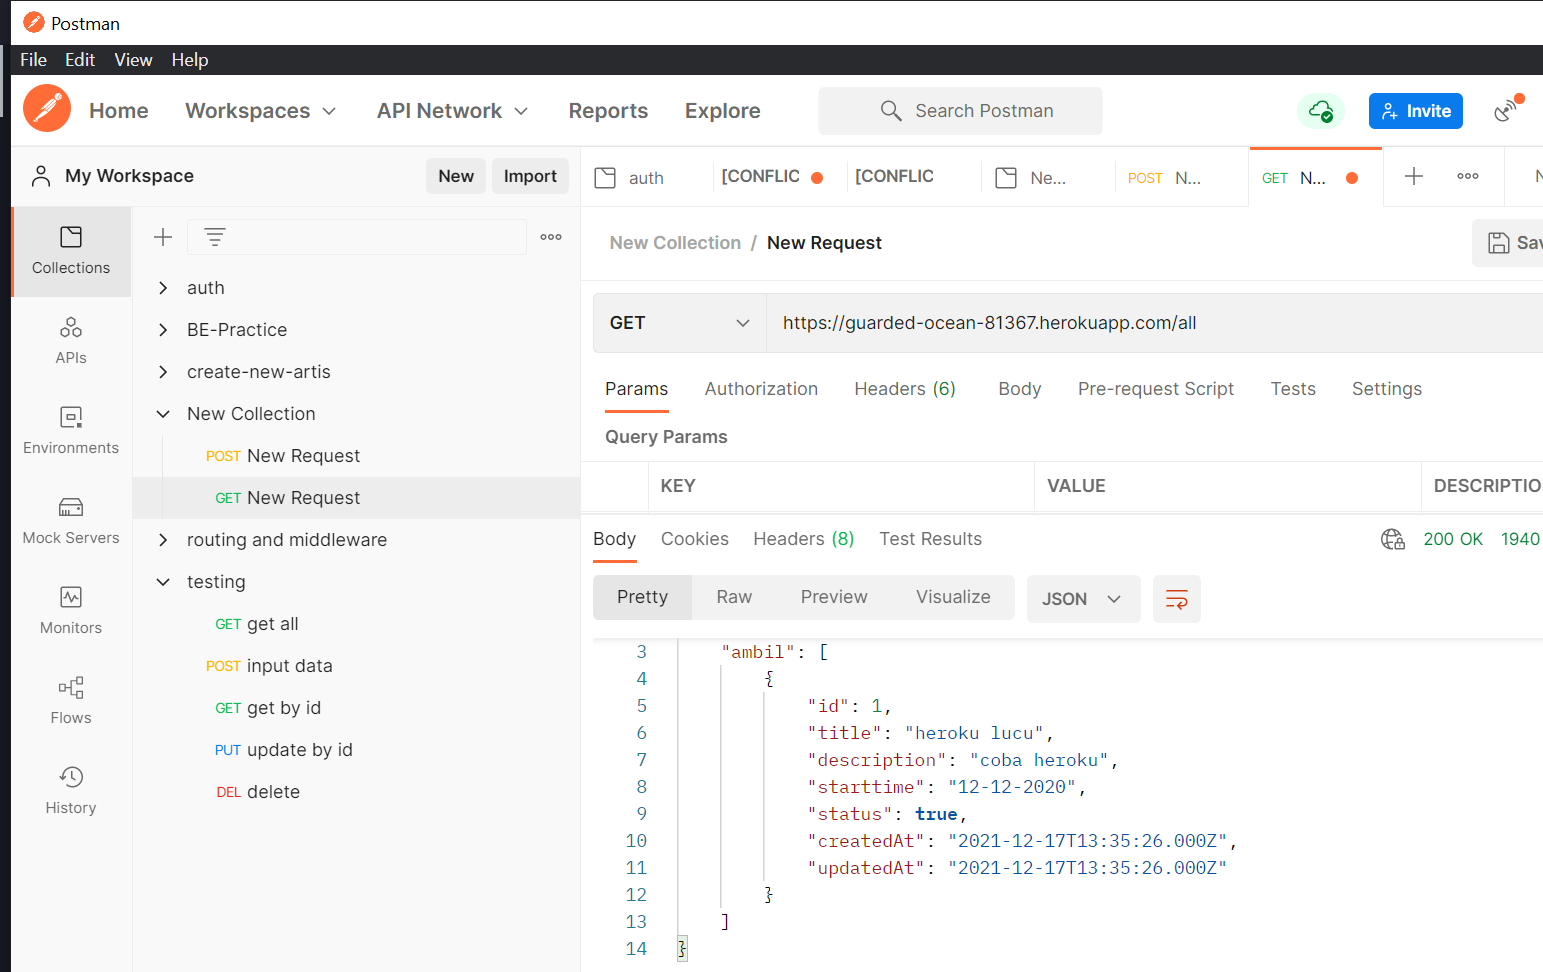 Postman
File Edit View Help
Home Workspaces API Network Reports Explore Search Postman Invite
My Workspace New Import
auth [CONFLIC [CONFLIC Ne... POST N... GET N...
Collections
APIs
Environments
Mock Servers
Monitors
Flows
History
auth
BE-Practice
create-new-artis
New Collection
POST New Request
GET New Request
routing and middleware
testing
GET get all
POST input data
GET get by id
PUT update by id
DEL delete
New Collection / New Request Sav
GET https://guarded-ocean-81367.herokuapp.com/all
Params Authorization Headers (6) Body Pre-request Script Tests Settings
Query Params
KEY VALUE DESCRIPTIO
Body Cookies Headers (8) Test Results 200 OK 1940
Pretty Raw Preview Visualize JSON
3 "ambil": [
4 {
5 "id": 1,
6 "title": "heroku lucu",
7 "description": "coba heroku",
8 "starttime": "12-12-2020",
9 "status": true,
10 "createdAt": "2021-12-17T13:35:26.000Z",
11 "updatedAt": "2021-12-17T13:35:26.000Z"
12 }
13 ]
14 }